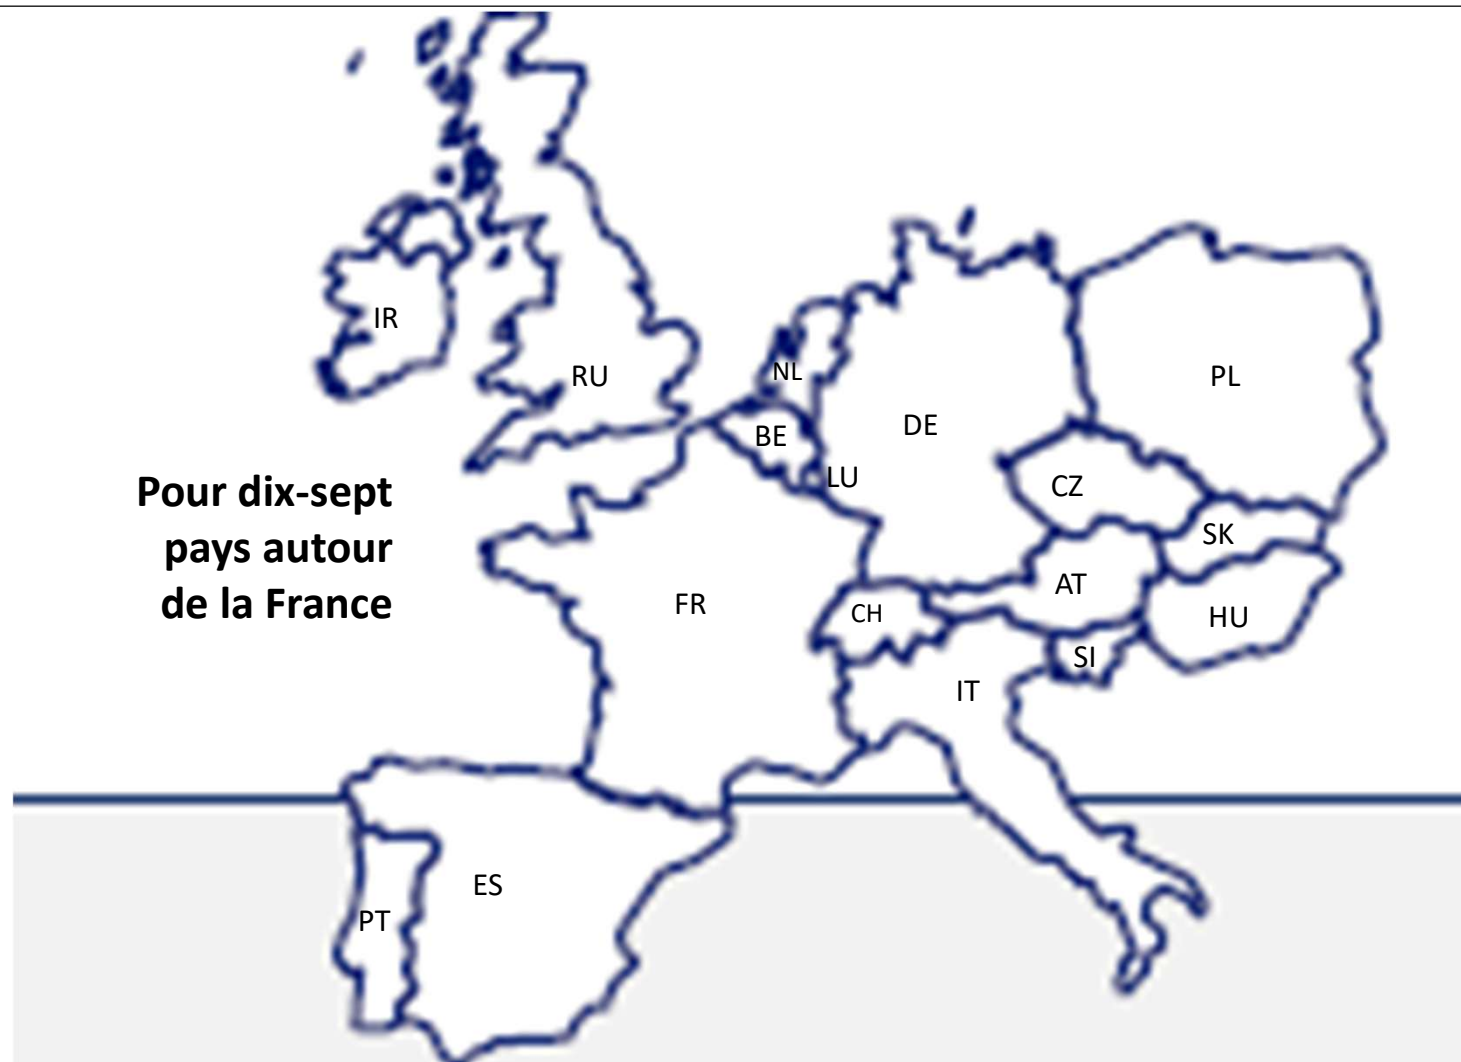 IR
RU
NL
PL
BE
DE
LU
CZ
Pour dix-sept
pays autour
de la France
SK
AT
FR
CH
HU
SI
IT
ES
PT